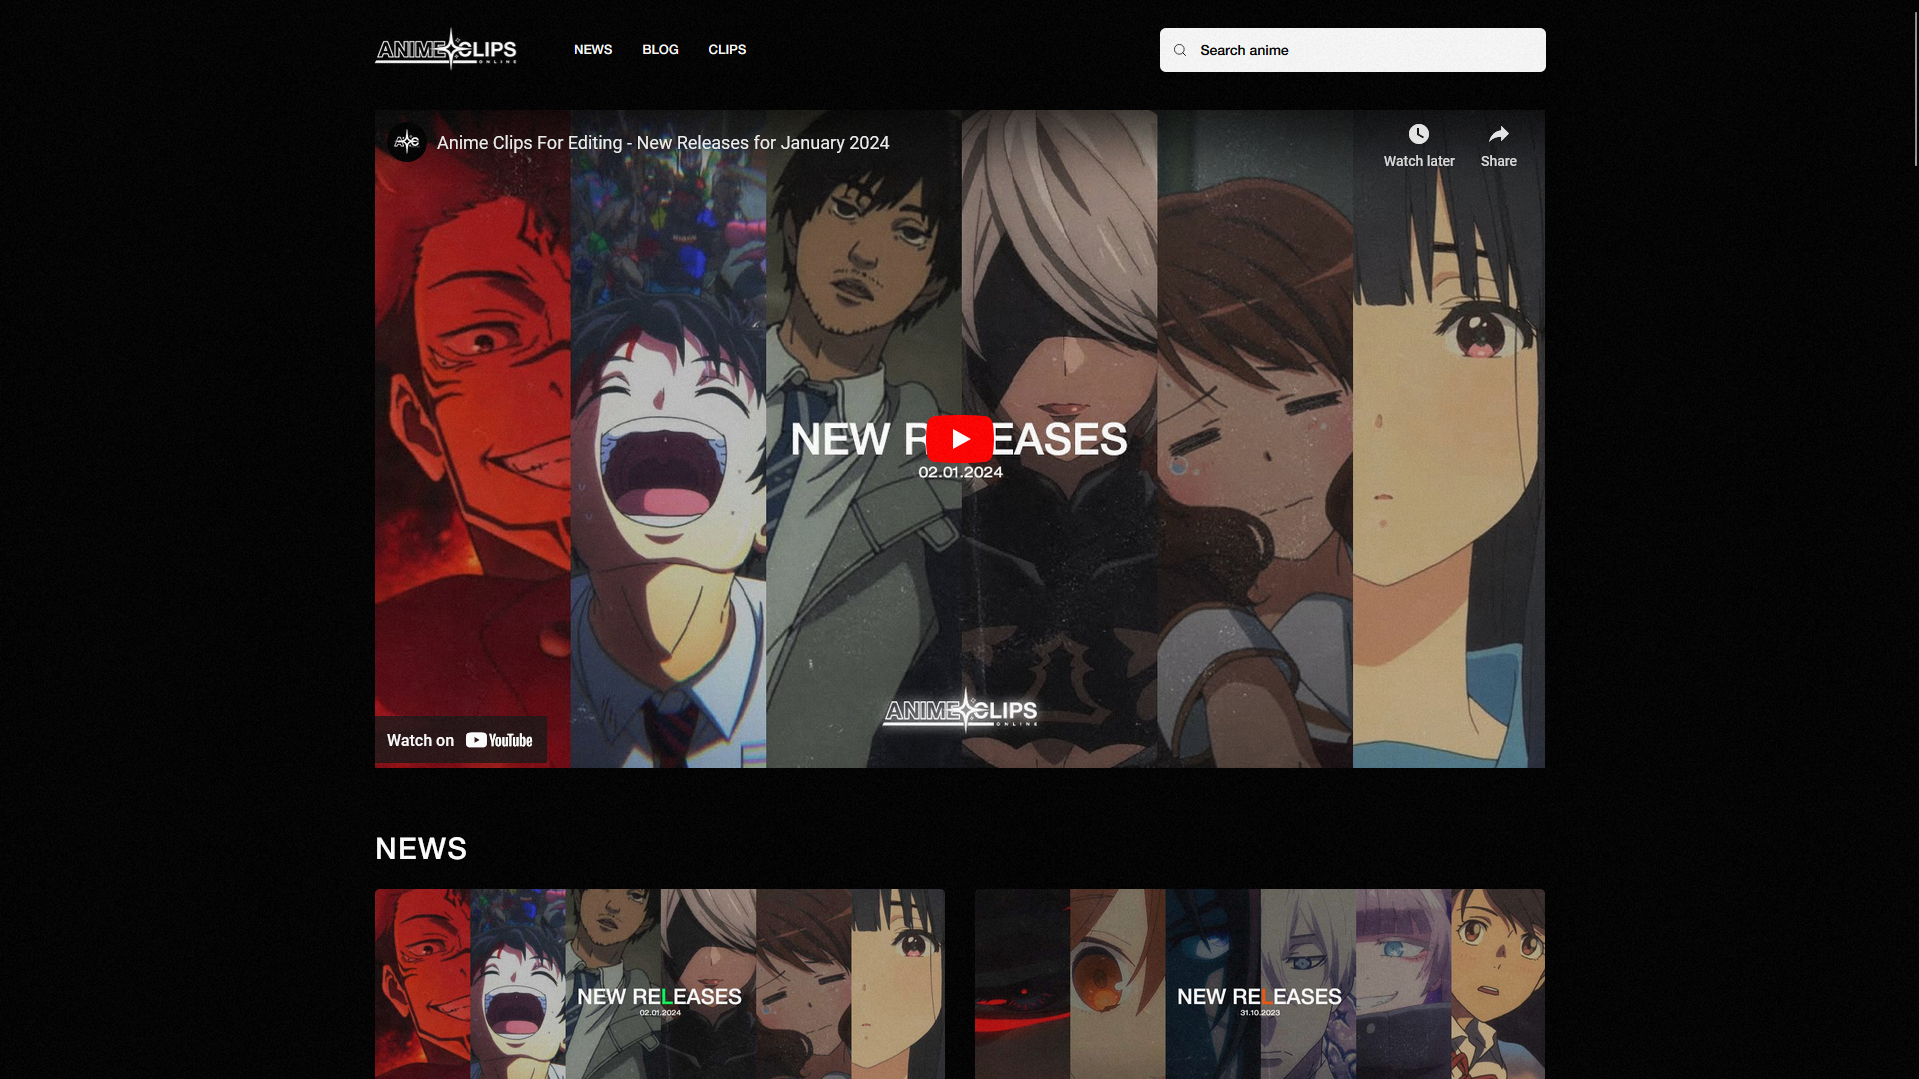 ANIME CLIPS
ONLINE
NEWS
BLOG
CLIPS
Search anime
Anime Clips For Editing - New Releases for January 2024
Watch later
Share
NEW R EASES
02.01.2024
ANIME CLIPS
ONLINE
Watch on YouTube
NEWS
NEW RELEASES
02.01.2024
NEW RELEASES
31.10.2023